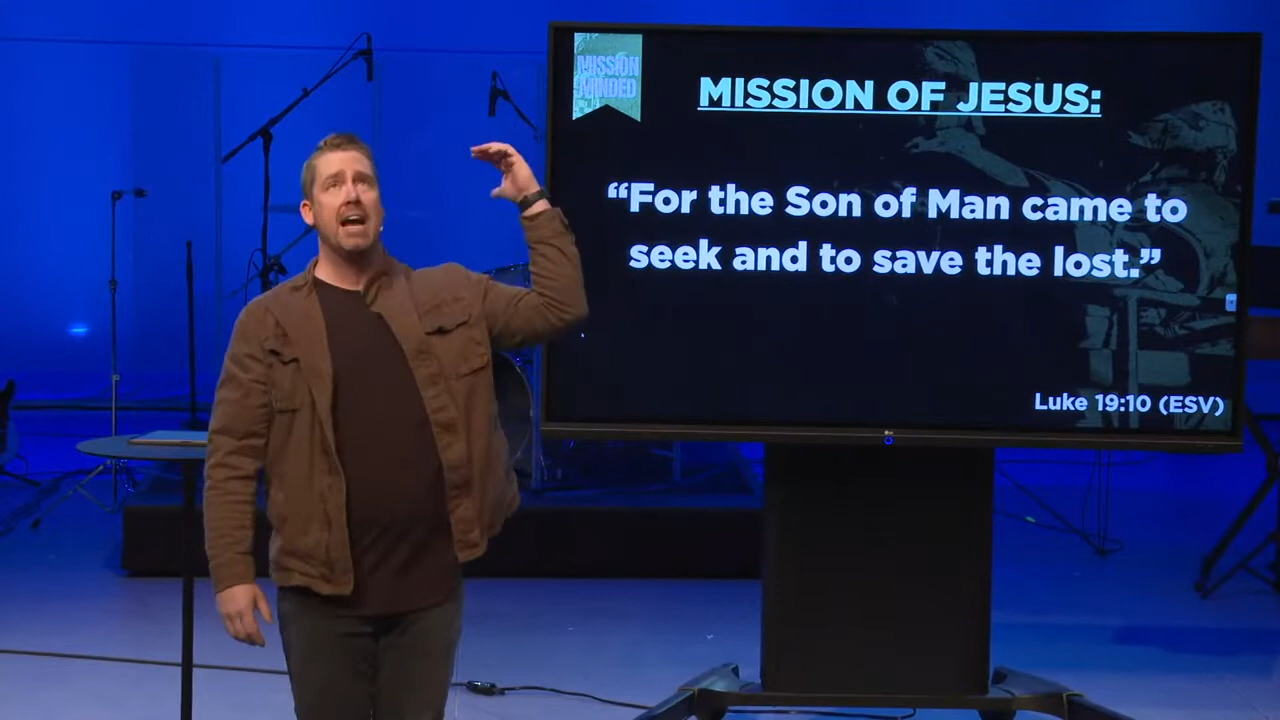 MISSION
MINDED
MISSION OF JESUS:
“For the Son of Man came to
seek and to save the lost.”
Luke 19:10 (ESV)
LG